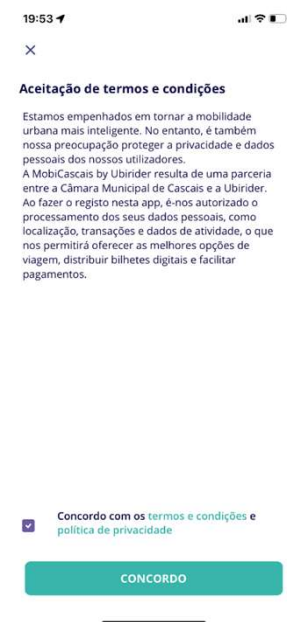 19:53
Aceitação de termos e condições
Estamos empenhados em tornar a mobilidade
urbana mais inteligente. No entanto, é também
nossa preocupação proteger a privacidade e dados
pessoais dos nossos utilizadores.
A MobiCascais by Ubirider resulta de uma parceria
entre a Câmara Municipal de Cascais e a Ubirider.
Ao fazer o registo nesta app, é-nos autorizado o
processamento dos seus dados pessoais, como
localização, transações e dados de atividade, o que
nos permitirá oferecer as melhores opções de
viagem, distribuir bilhetes digitais e facilitar
pagamentos.
Concordo com os termos e condições e
política de privacidade
CONCORDO